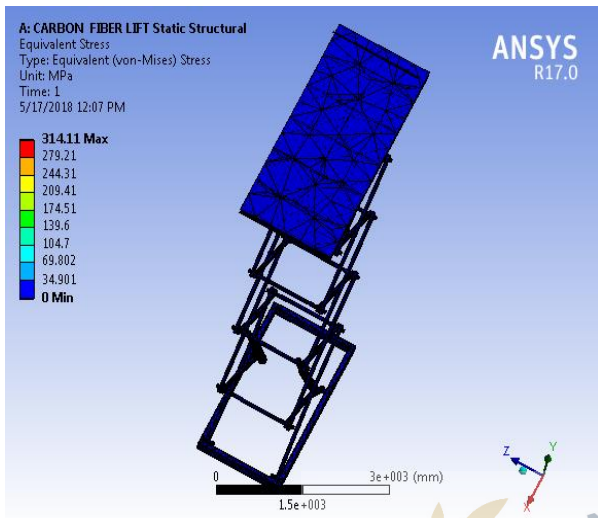 A: CARBON FIBER LIFT Static Structural
Equivalent Stress
Type: Equivalent (von-Mises) Stress
Unit: MPa
Time: 1
5/17/2018 12:07 PM
ANSYS
R17.0
314.11 Max
279.21
244.31
209.41
174.51
139.6
104.7
69.802
34.901
0 Min
0
3e+003 (mm)
1.5e+003
Z
Y
X